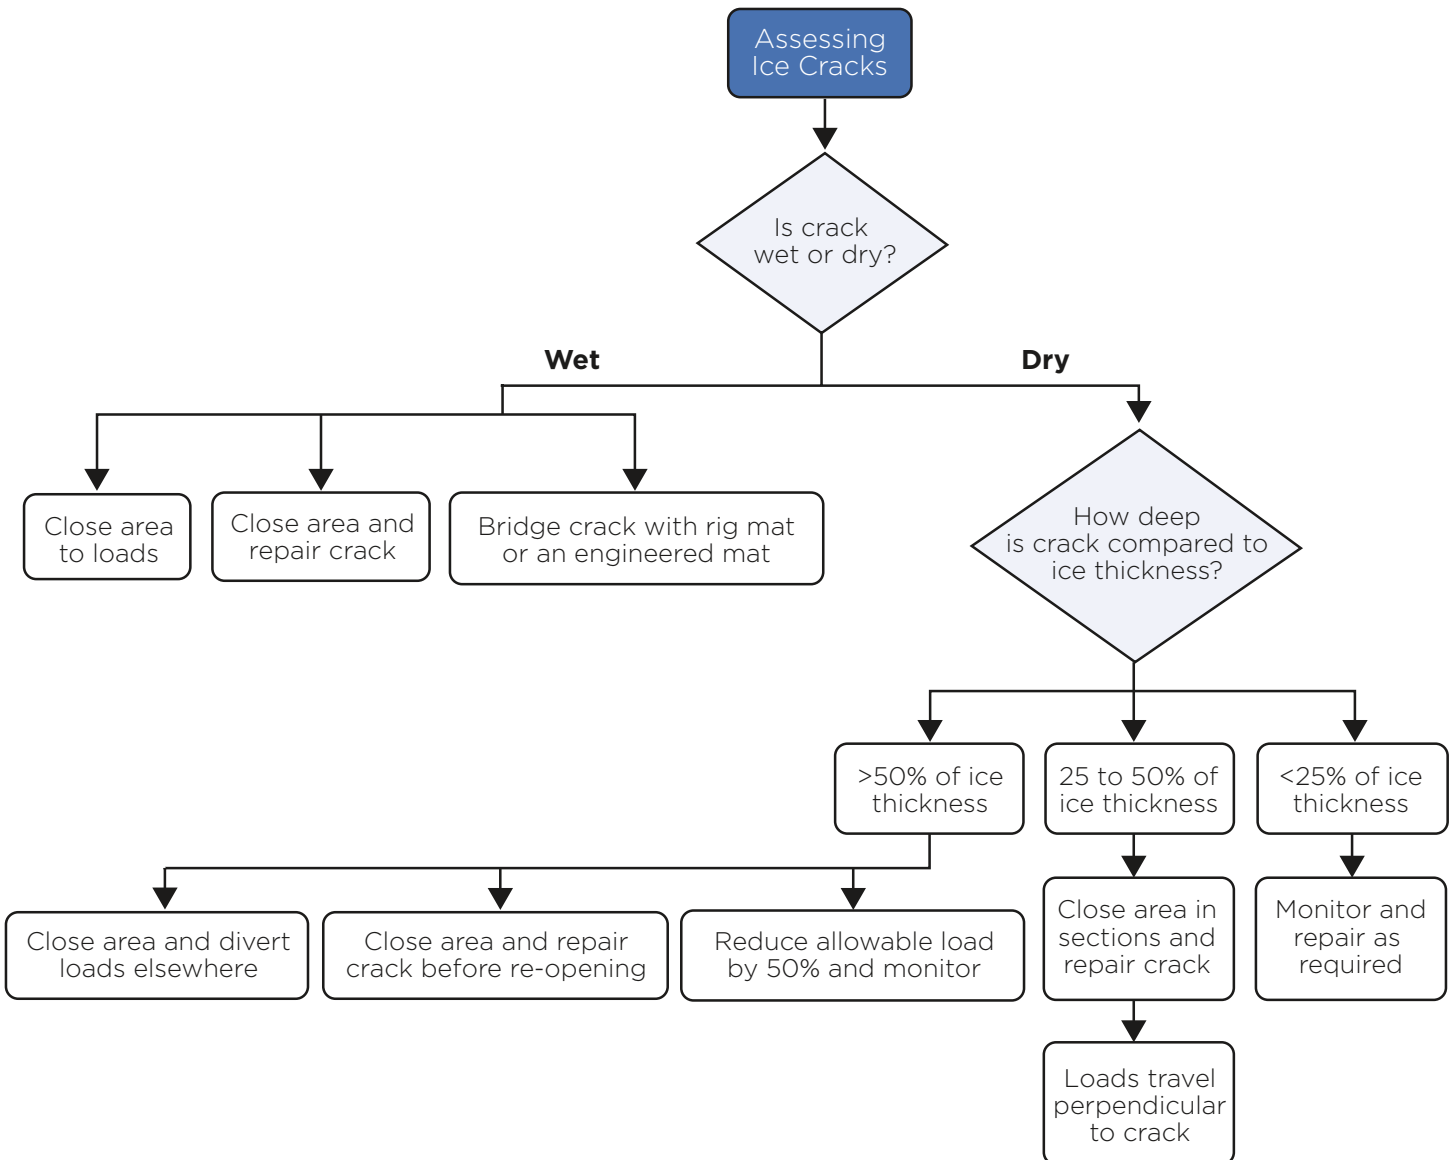 Assessing
Ice Cracks
Is crack
wet or dry?
Wet
Dry
Close area
to loads
Close area and
repair crack
Bridge crack with rig mat
or an engineered mat
How deep
is crack compared to
ice thickness?
>50% of ice
thickness
25 to 50% of
ice thickness
<25% of ice
thickness
Close area and divert
loads elsewhere
Close area and repair
crack before re-opening
Reduce allowable load
by 50% and monitor
Close area in
sections and
repair crack
Monitor and
repair as
required
Loads travel
perpendicular
to crack